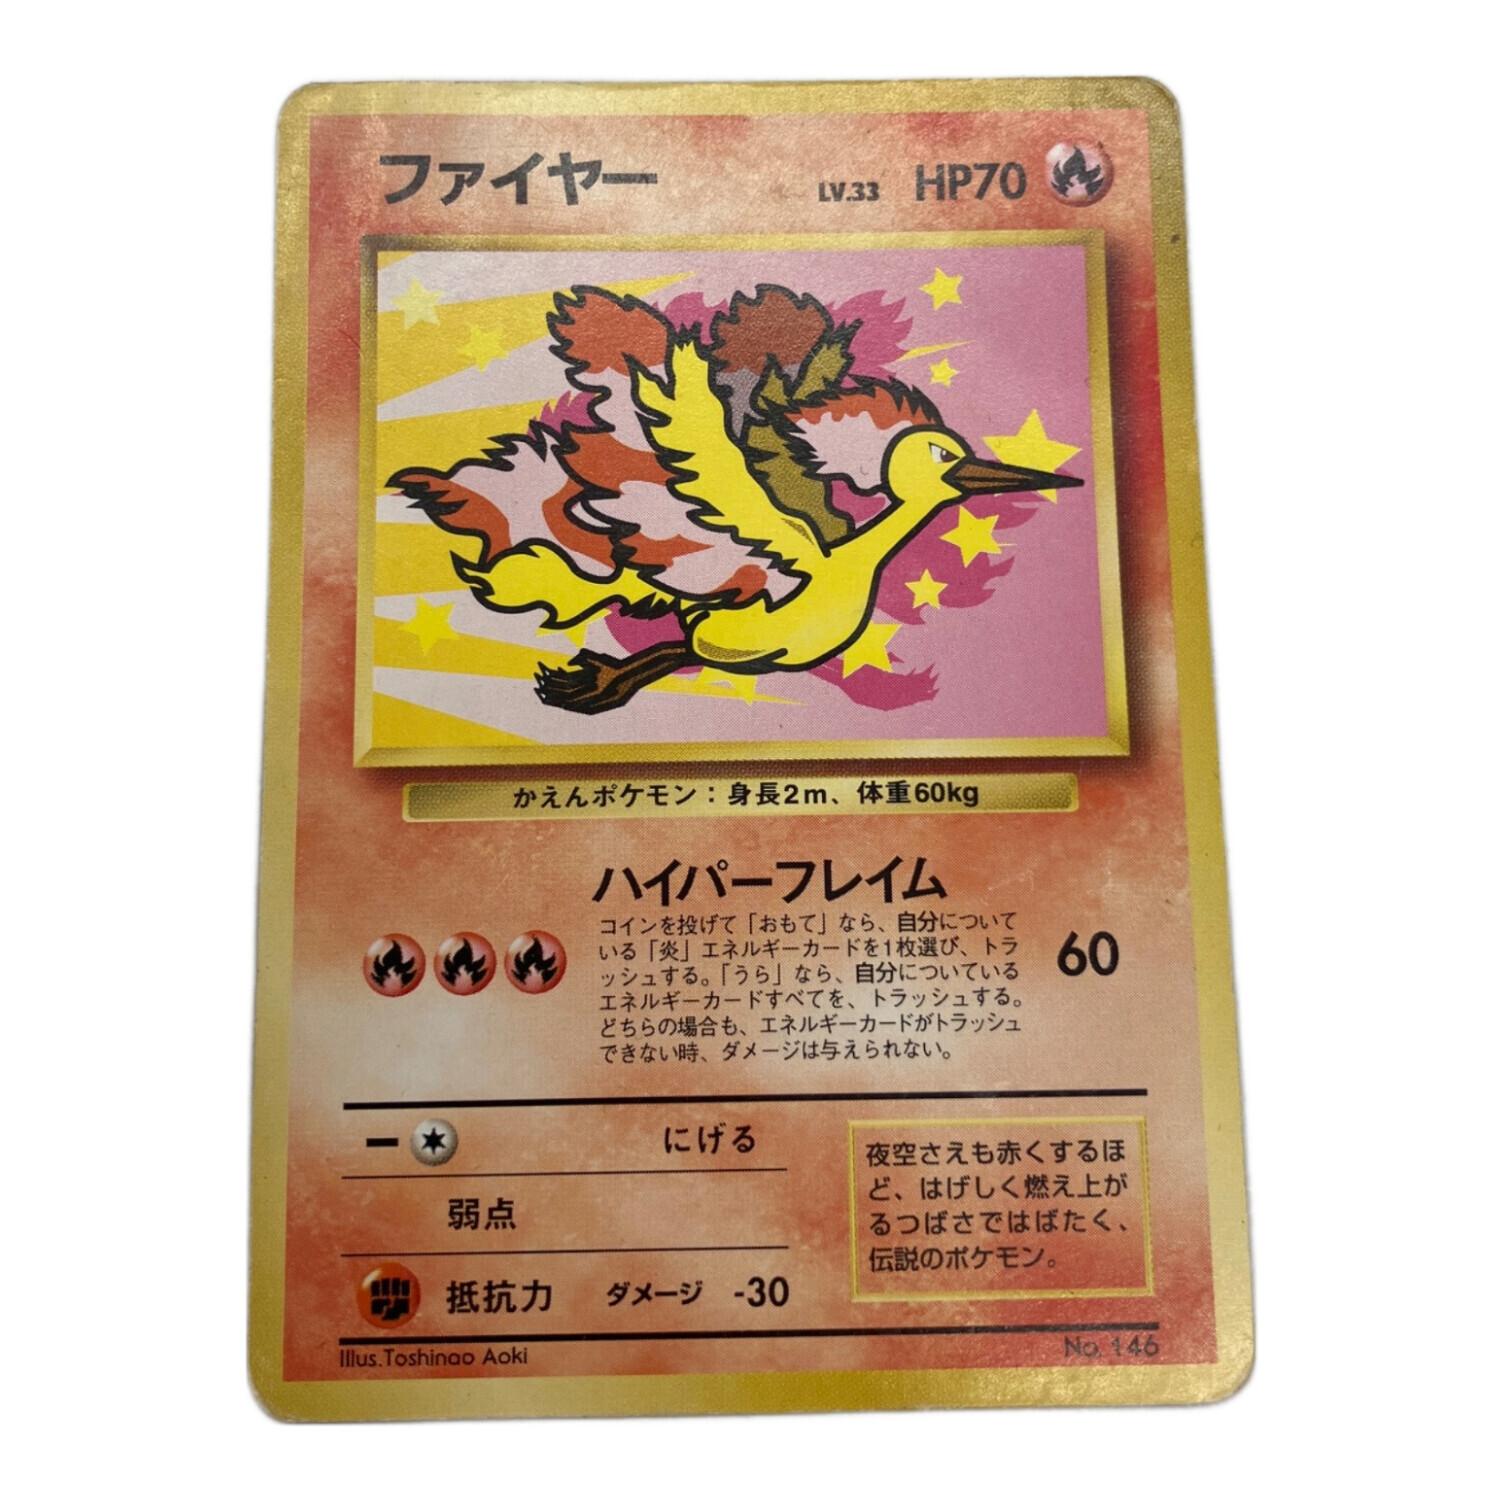 ファイヤー LV.33 HP70
かえんポケモン：身長2m、体重60kg
ハイパーフレイム
コインを投げて「おもて」なら、自分について
いる「炎」エネルギーカードを1枚選び、トラ
ッシュする。「うら」なら、自分についている
エネルギーカードすべてを、トラッシュする。
どちらの場合も、エネルギーカードがトラッシュ
できない時、ダメージは与えられない。
60
にげる
弱点
抵抗力 ダメージ -30
夜空さえも赤くするほ
ど、はげしく燃え上が
るつばさではばたく、
伝説のポケモン。
Illus.Toshinao Aoki
No. 146